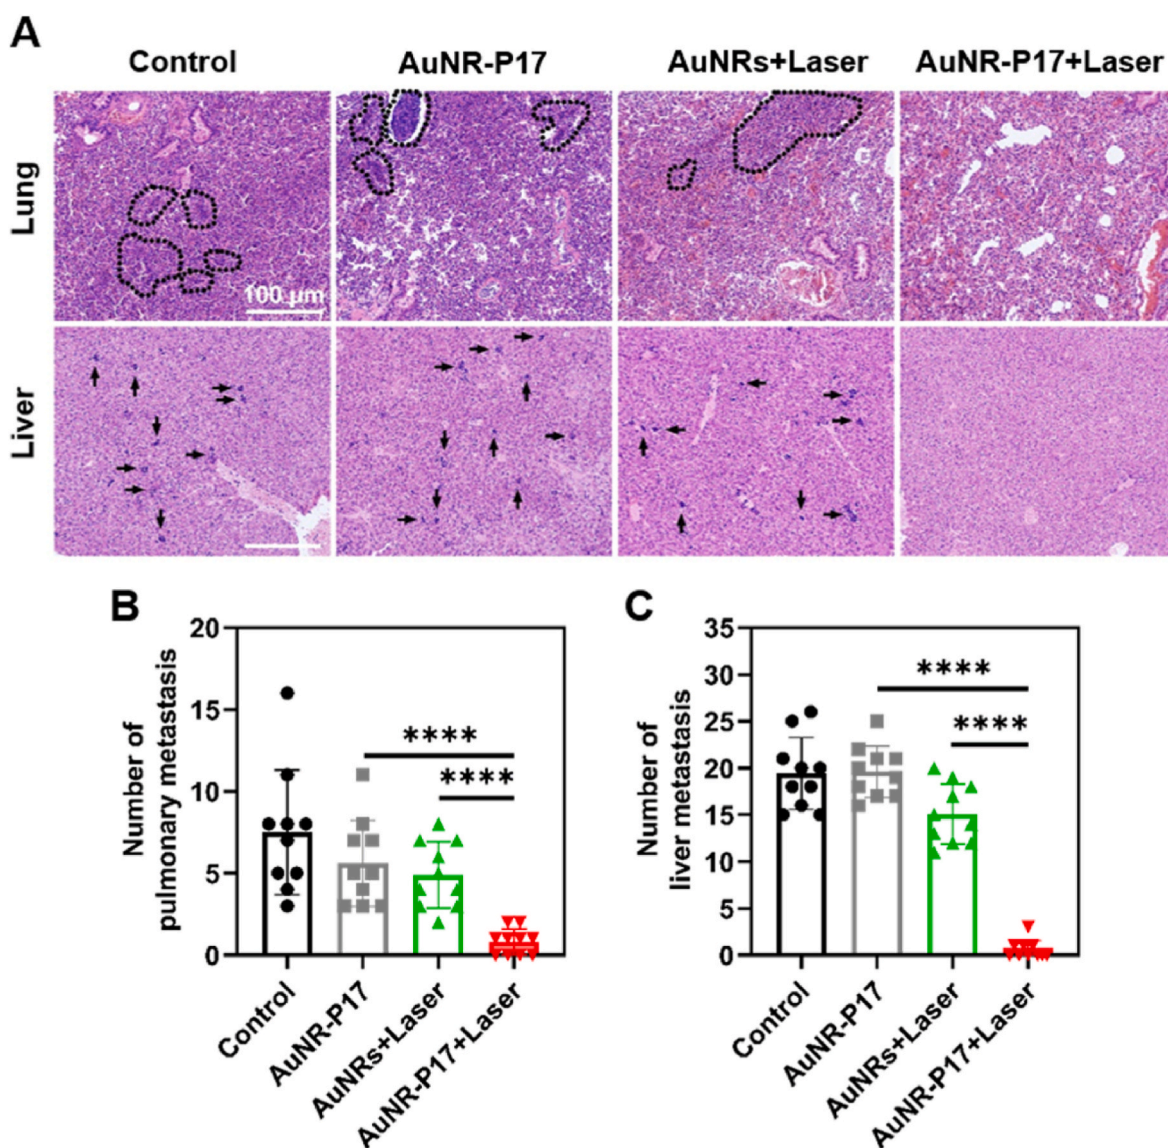 A
Control AuNR-P17 AuNRs+Laser AuNR-P17+Laser
Lung
100 μm
Liver
B
Number of
pulmonary metastasis
20
15
10
5
0
****
****
Control
AuNR-P17
AuNRs+Laser
AuNR-P17+Laser
C
Number of
liver metastasis
35
30
25
20
15
10
5
0
****
****
Control
AuNR-P17
AuNRs+Laser
AuNR-P17+Laser